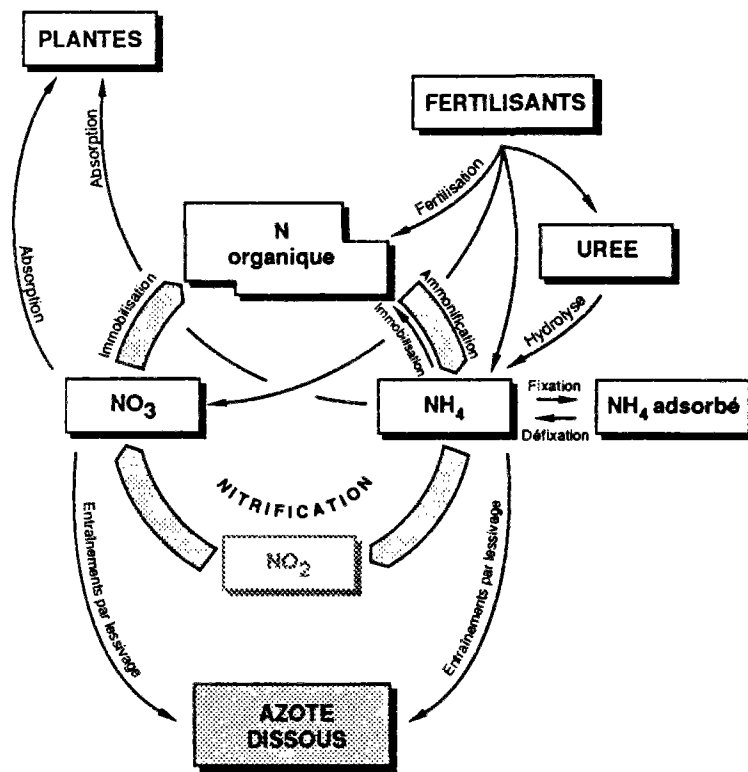 PLANTES
FERTILISANTS
Absorption
Absorption
Fertilisation
N
organique
UREE
Immobilisation
Immobilisation
Ammonification
Hydrolyse
NO3
NH4
Fixation
Défixation
NH4 adsorbé
NITRIFICATION
NO2
Entraînements par lessivage
Entraînements par lessivage
AZOTE
DISSOUS